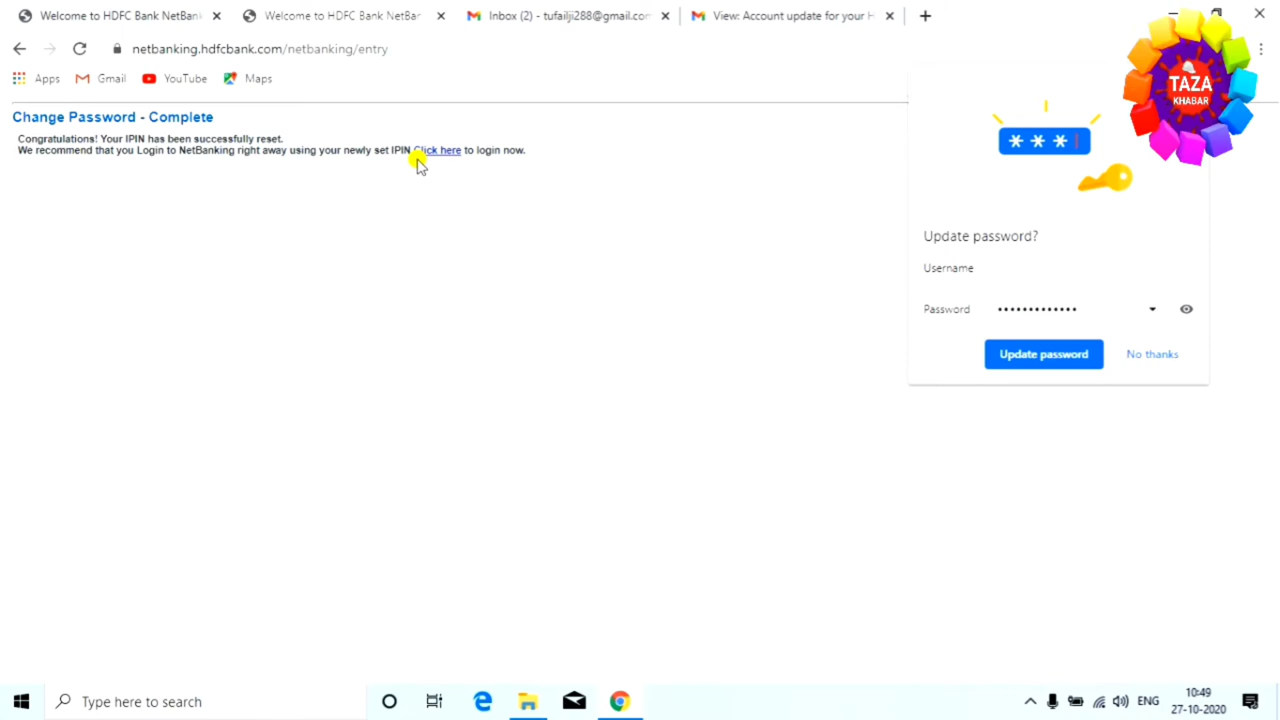 Welcome to HDFC Bank NetBank
Welcome to HDFC Bank NetBar
Inbox (2) - tufailji288@gmail.com
View: Account update for your H
netbanking.hdfcbank.com/netbanking/entry
Apps
Gmail
YouTube
Maps
TAZA
KHABAR
Change Password - Complete
Congratulations! Your IPIN has been successfully reset.
We recommend that you Login to NetBanking right away using your newly set IPIN Click here to login now.
* * *
Update password?
Username
Password •••••••••••••
Update password
No thanks
Type here to search
ENG
10:49
27-10-2020